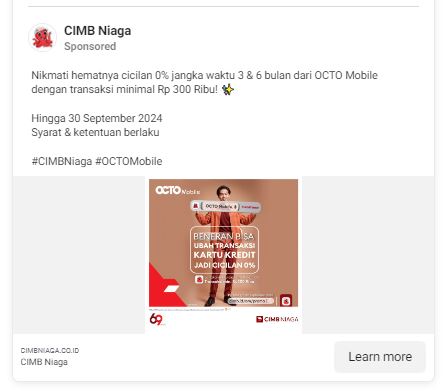 CIMB Niaga
Sponsored
Nikmati hematnya cicilan 0% jangka waktu 3 & 6 bulan dari OCTO Mobile
dengan transaksi minimal Rp 300 Ribu! ✨
Hingga 30 September 2024
Syarat & ketentuan berlaku
#CIMBNiaga #OCTOMobile
OCTO Mobile
OCTO Mobile
BENERAN BISA
UBAH TRANSAKSI
KARTU KREDIT
JADI CICILAN 0%
69
CIMB NIAGA
CIMBNIAGA.CO.ID
CIMB Niaga
Learn more